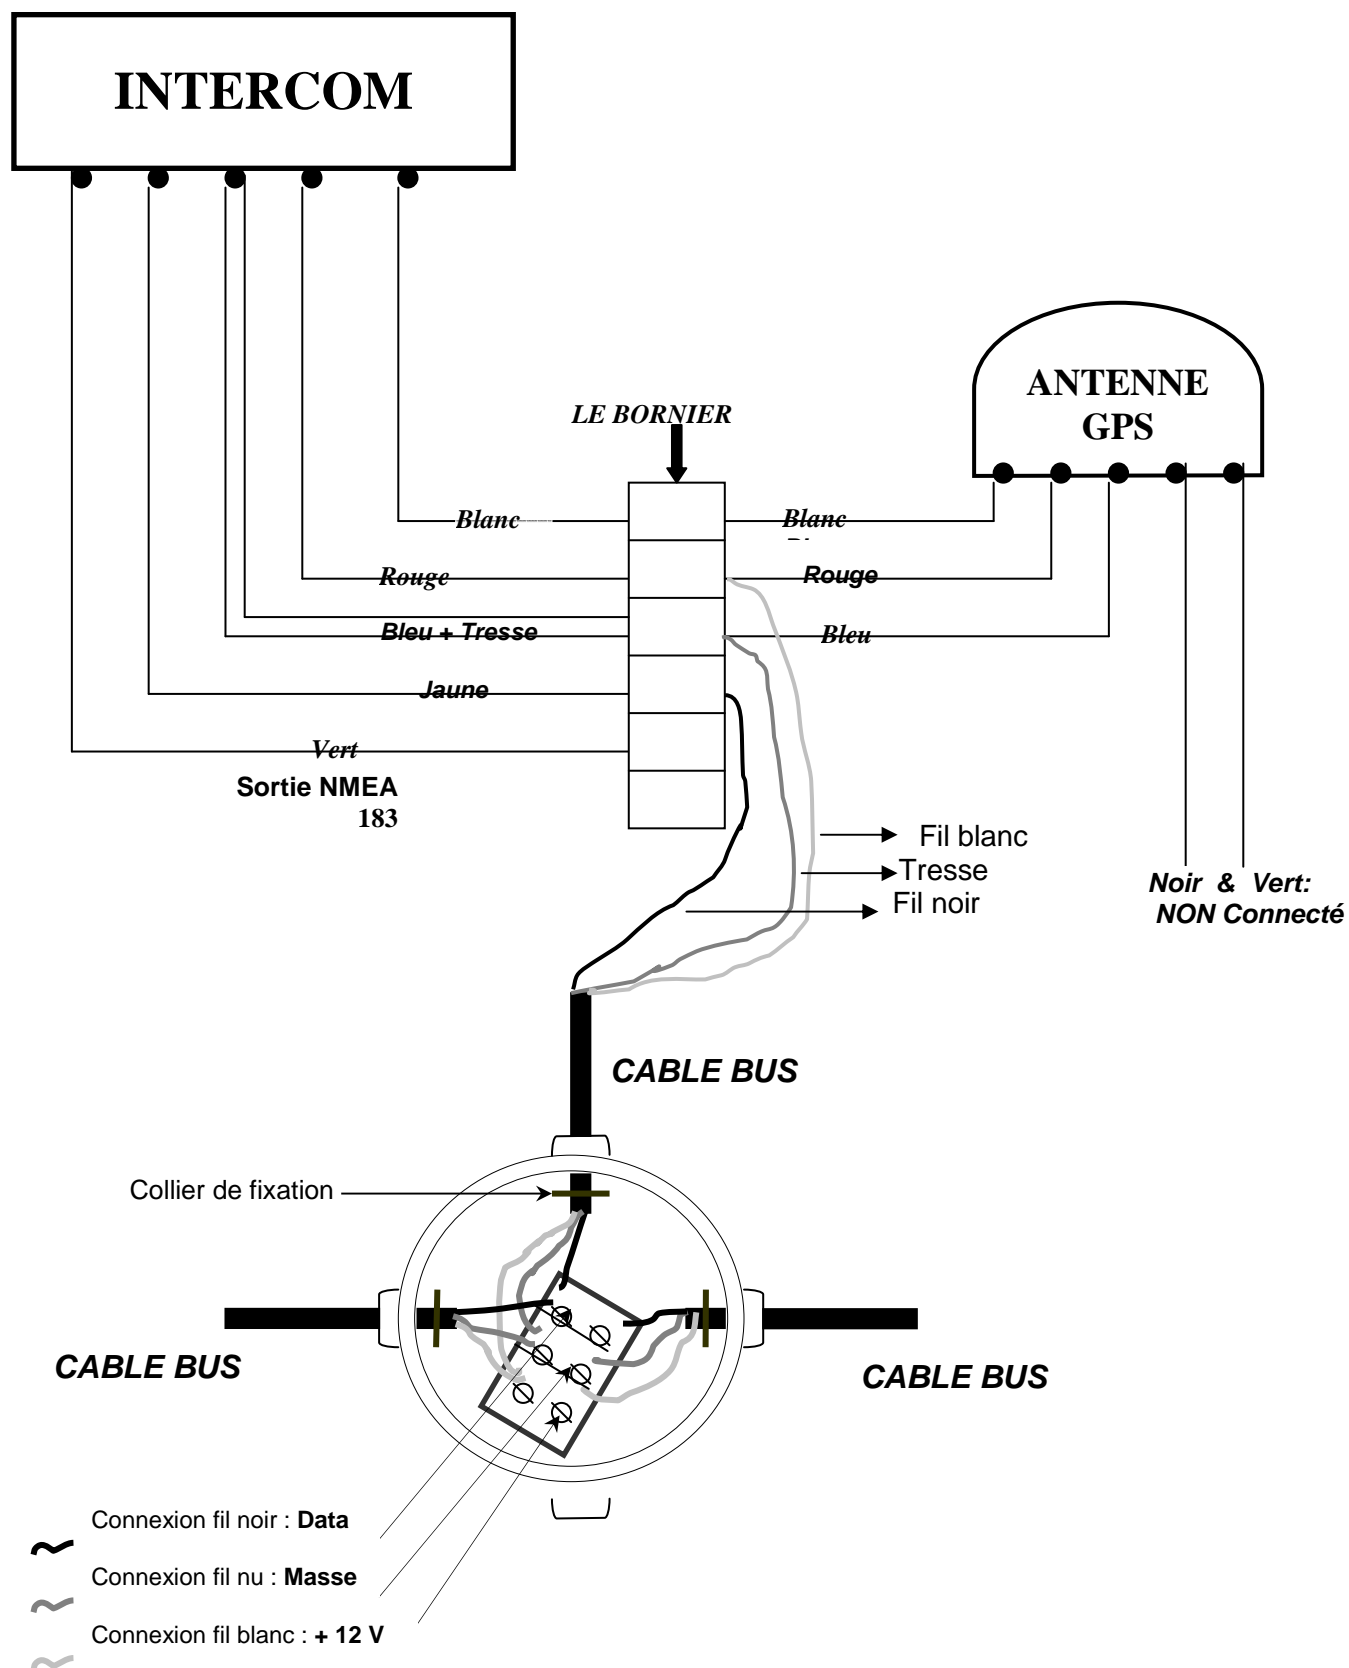 INTERCOM
ANTENNE
GPS
LE BORNIER
Blanc
Blanc
Rouge
Rouge
Bleu + Tresse
Bleu
Jaune
Vert
Sortie NMEA
183
Fil blanc
Tresse
Fil noir
Noir & Vert:
NON Connecté
CABLE BUS
Collier de fixation
CABLE BUS
CABLE BUS
Connexion fil noir : Data
Connexion fil nu : Masse
Connexion fil blanc : + 12 V